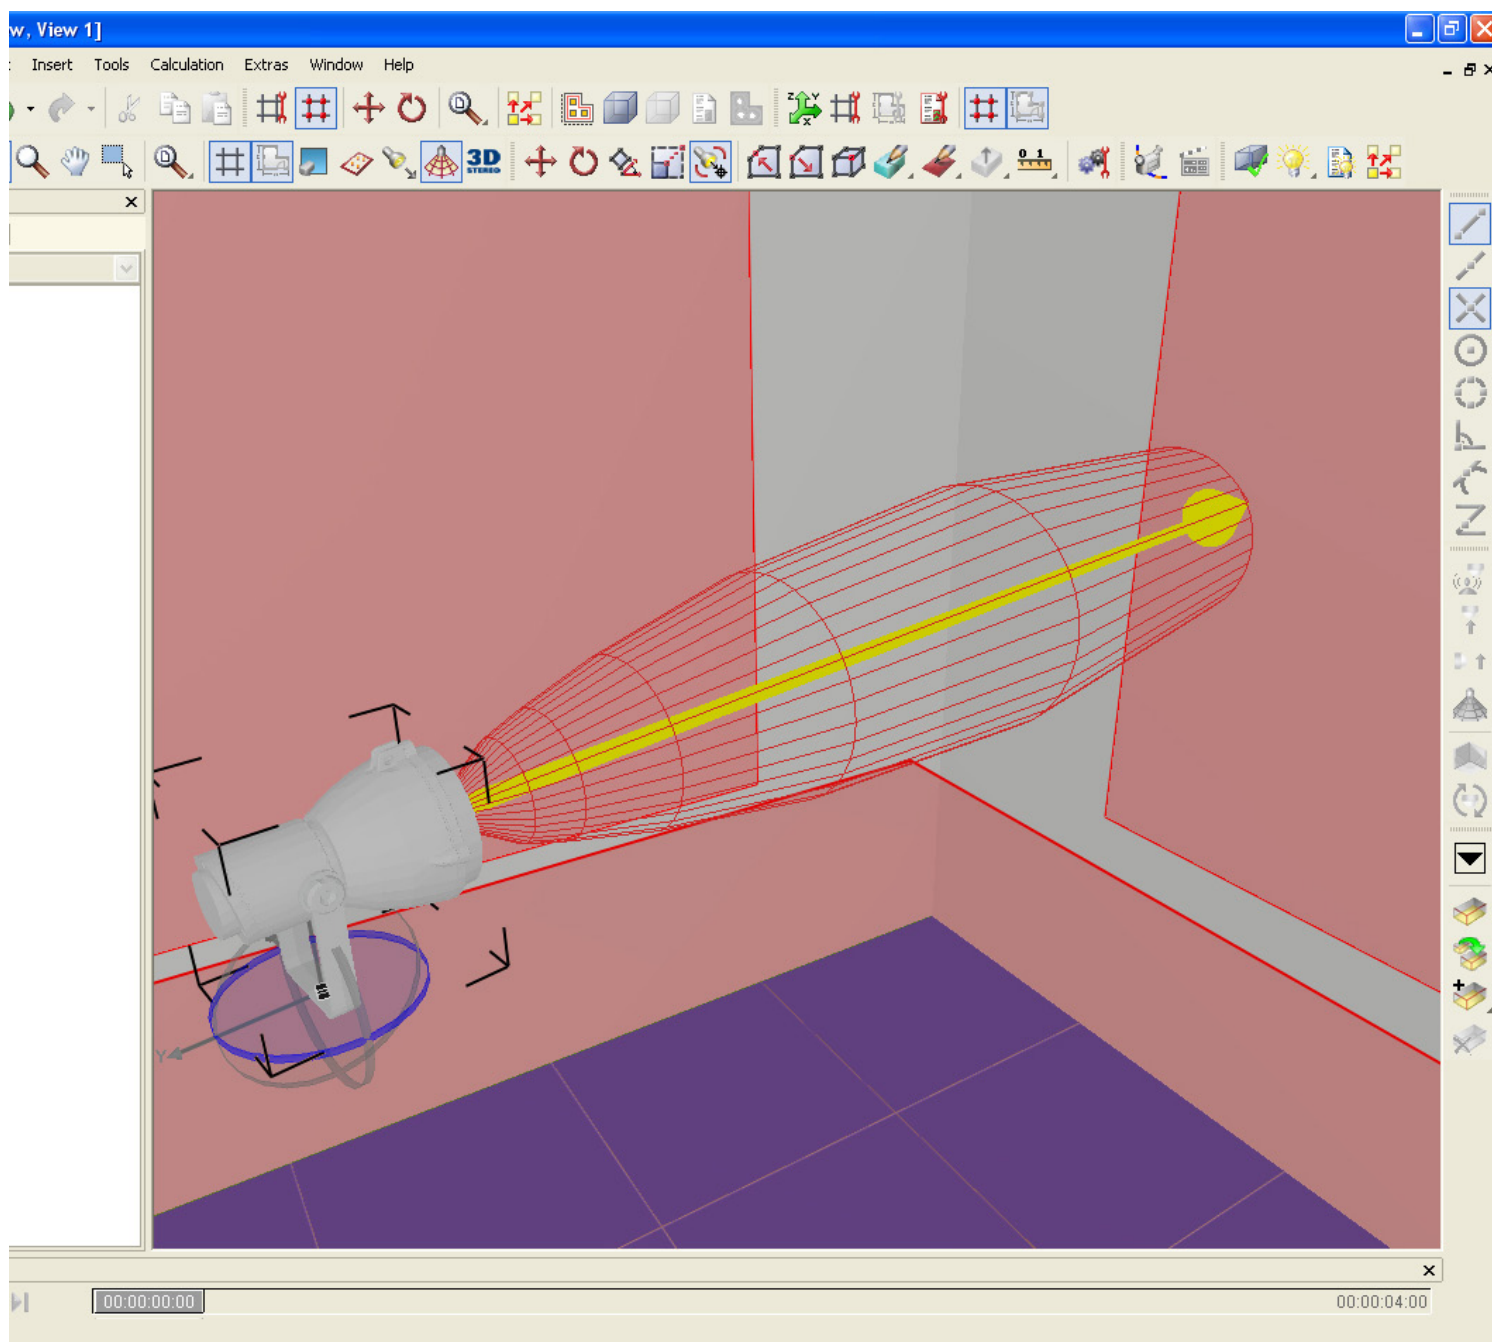 w, View 1]
Insert Tools Calculation Extras Window Help
Z Y X
3D
STEREO
0 1
Y
00:00:00:00
00:00:04:00